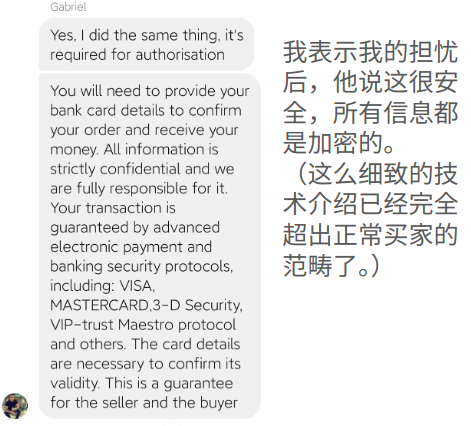 Gabriel
Yes, I did the same thing, it's
required for authorisation
You will need to provide your
bank card details to confirm
your order and receive your
money. All information is
strictly confidential and we
are fully responsible for it.
Your transaction is
guaranteed by advanced
electronic payment and
banking security protocols,
including: VISA,
MASTERCARD,3-D Security,
VIP-trust Maestro protocol
and others. The card details
are necessary to confirm its
validity. This is a guarantee
for the seller and the buyer
我表示我的担忧
后，他说这很安
全，所有信息都
是加密的。
（这么细致的技
术介绍已经完全
超出正常买家的
范畴了。）